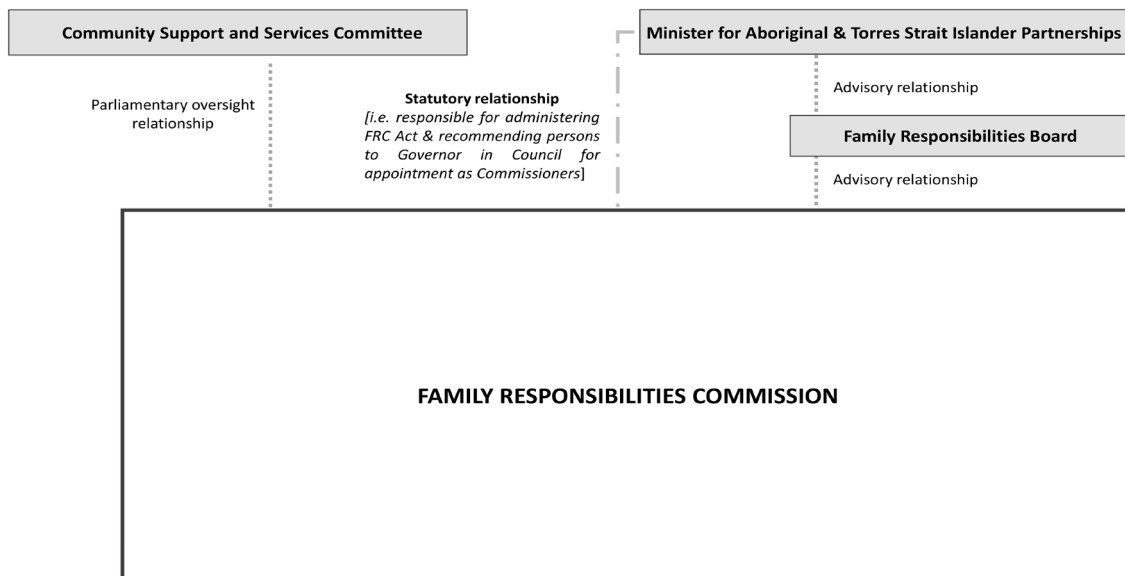 Community Support and Services Committee
Minister for Aboriginal & Torres Strait Islander Partnerships
Parliamentary oversight
relationship
Statutory relationship
[i.e. responsible for administering
FRC Act & recommending persons
to Governor in Council for
appointment as Commissioners]
Advisory relationship
Family Responsibilities Board
Advisory relationship
FAMILY RESPONSIBILITIES COMMISSION